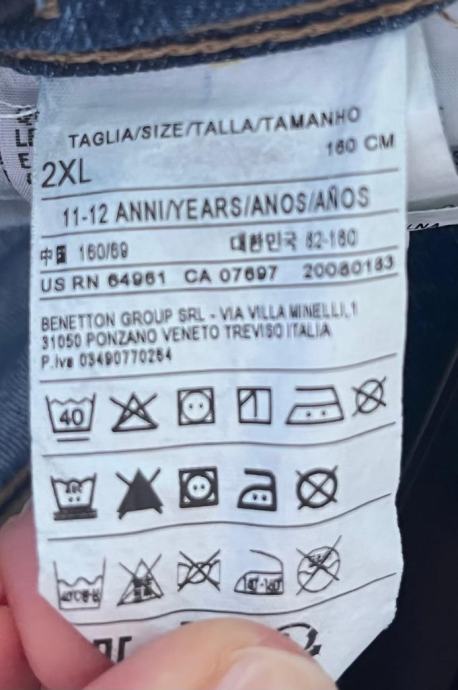 TAGLIA/SIZE/TALLA/TAMANHO
160 CM
2XL
11-12 ANNI/YEARS/ANOS/AÑOS
中国 160/69 대한민국 82-160
US RN 64961 CA 07697 20080183
BENETTON GROUP SRL - VIA VILLA MINELLI,1
31050 PONZANO VENETO TREVISO ITALIA
P.Iva 03490770264
40